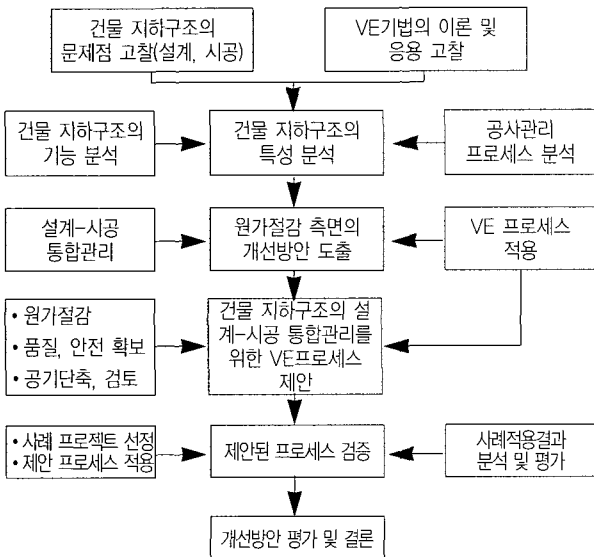 건물 지하구조의
문제점 고찰(설계, 시공)
VE기법의 이론 및
응용 고찰
건물 지하구조의
기능 분석
건물 지하구조의
특성 분석
공사관리
프로세스 분석
설계-시공
통합관리
원가절감 측면의
개선방안 도출
VE 프로세스
적용
• 원가절감
• 품질, 안전 확보
• 공기단축, 검토
건물 지하구조의 설
계-시공 통합관리를
위한 VE프로세스
제안
• 사례 프로젝트 선정
• 제안 프로세스 적용
제안된 프로세스 검증
사례적용결과
분석 및 평가
개선방안 평가 및 결론